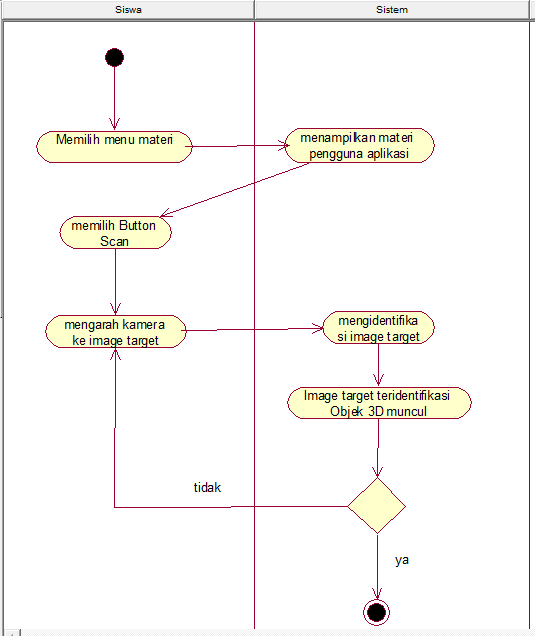 Siswa
Sistem
Memilih menu materi
menampilkan materi
pengguna aplikasi
memilih Button
Scan
mengarah kamera
ke image target
mengidentifika
si image target
Image target teridentifikasi
Objek 3D muncul
tidak
ya